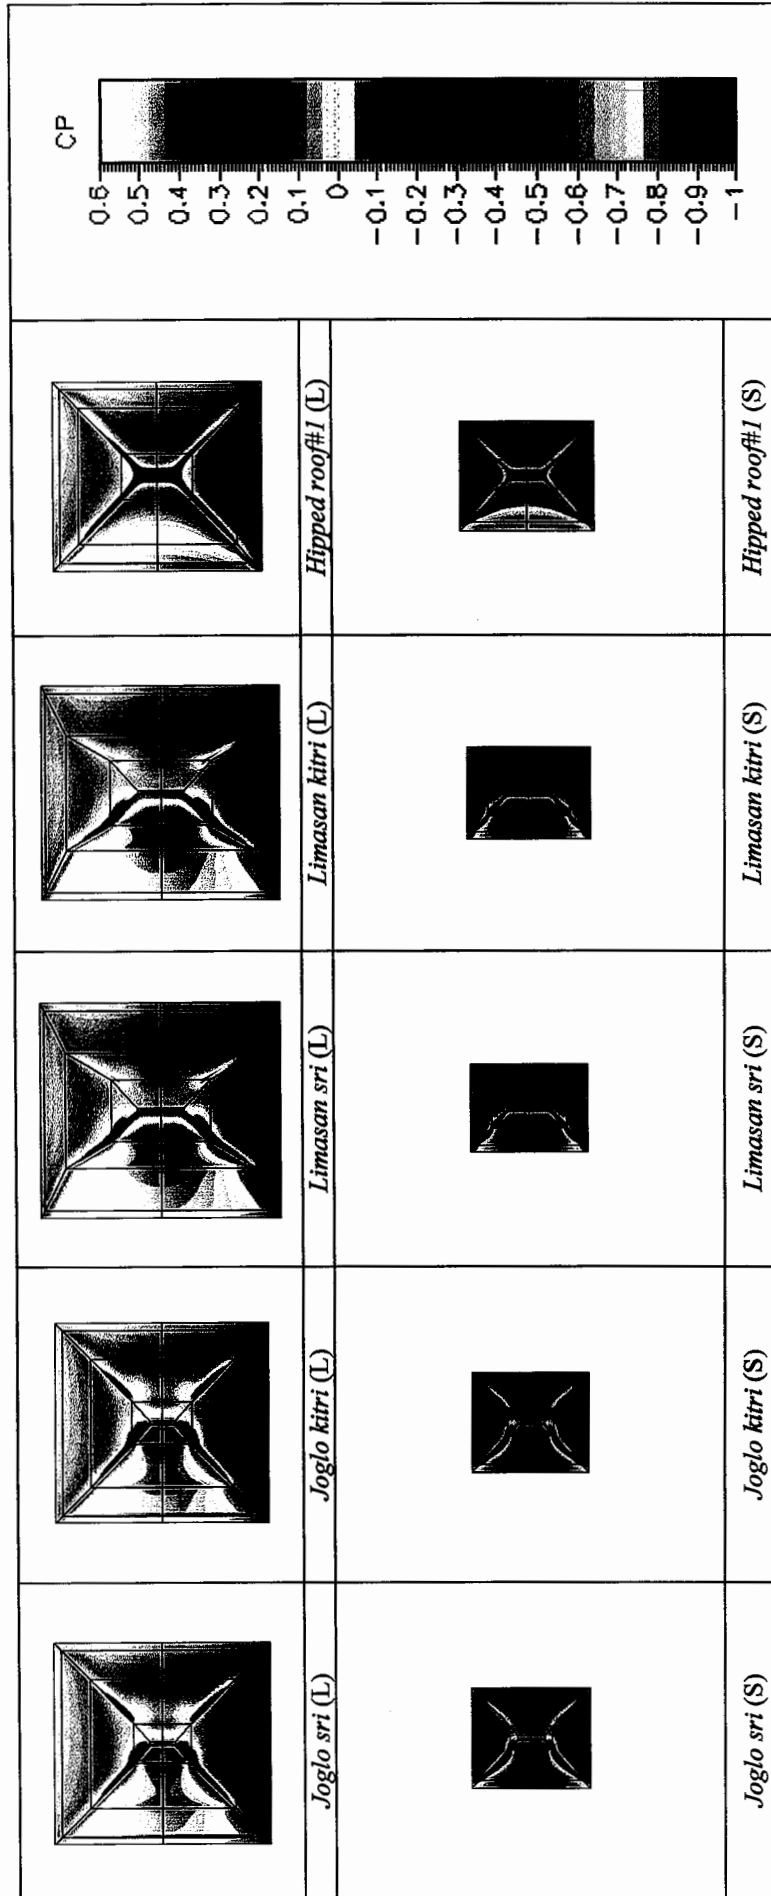 Joglo sri (L)
Joglo kitri (L)
Limasan sri (L)
Limasan kitri (L)
Hipped roof#1 (L)
Joglo sri (S)
Joglo kitri (S)
Limasan sri (S)
Limasan kitri (S)
Hipped roof#1 (S)
CP
0.6
0.5
0.4
0.3
0.2
0.1
0
-0.1
-0.2
-0.3
-0.4
-0.5
-0.6
-0.7
-0.8
-0.9
-1